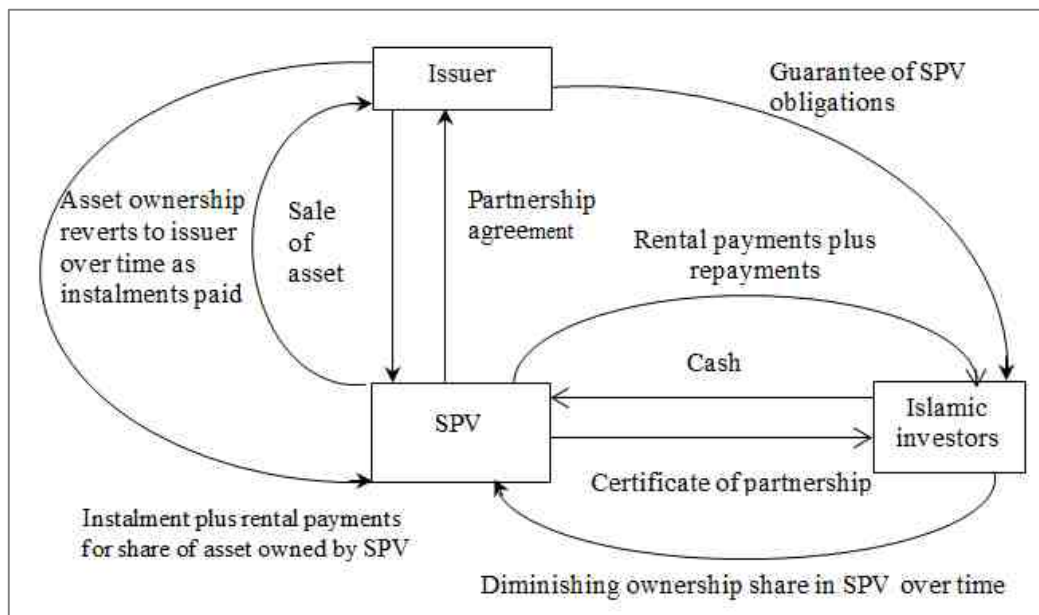 Issuer
Guarantee of SPV
obligations
Asset ownership
reverts to issuer
over time as
instalments paid
Sale
of
asset
Partnership
agreement
Rental payments plus
repayments
Cash
SPV
Islamic
investors
Certificate of partnership
Instalment plus rental payments
for share of asset owned by SPV
Diminishing ownership share in SPV over time